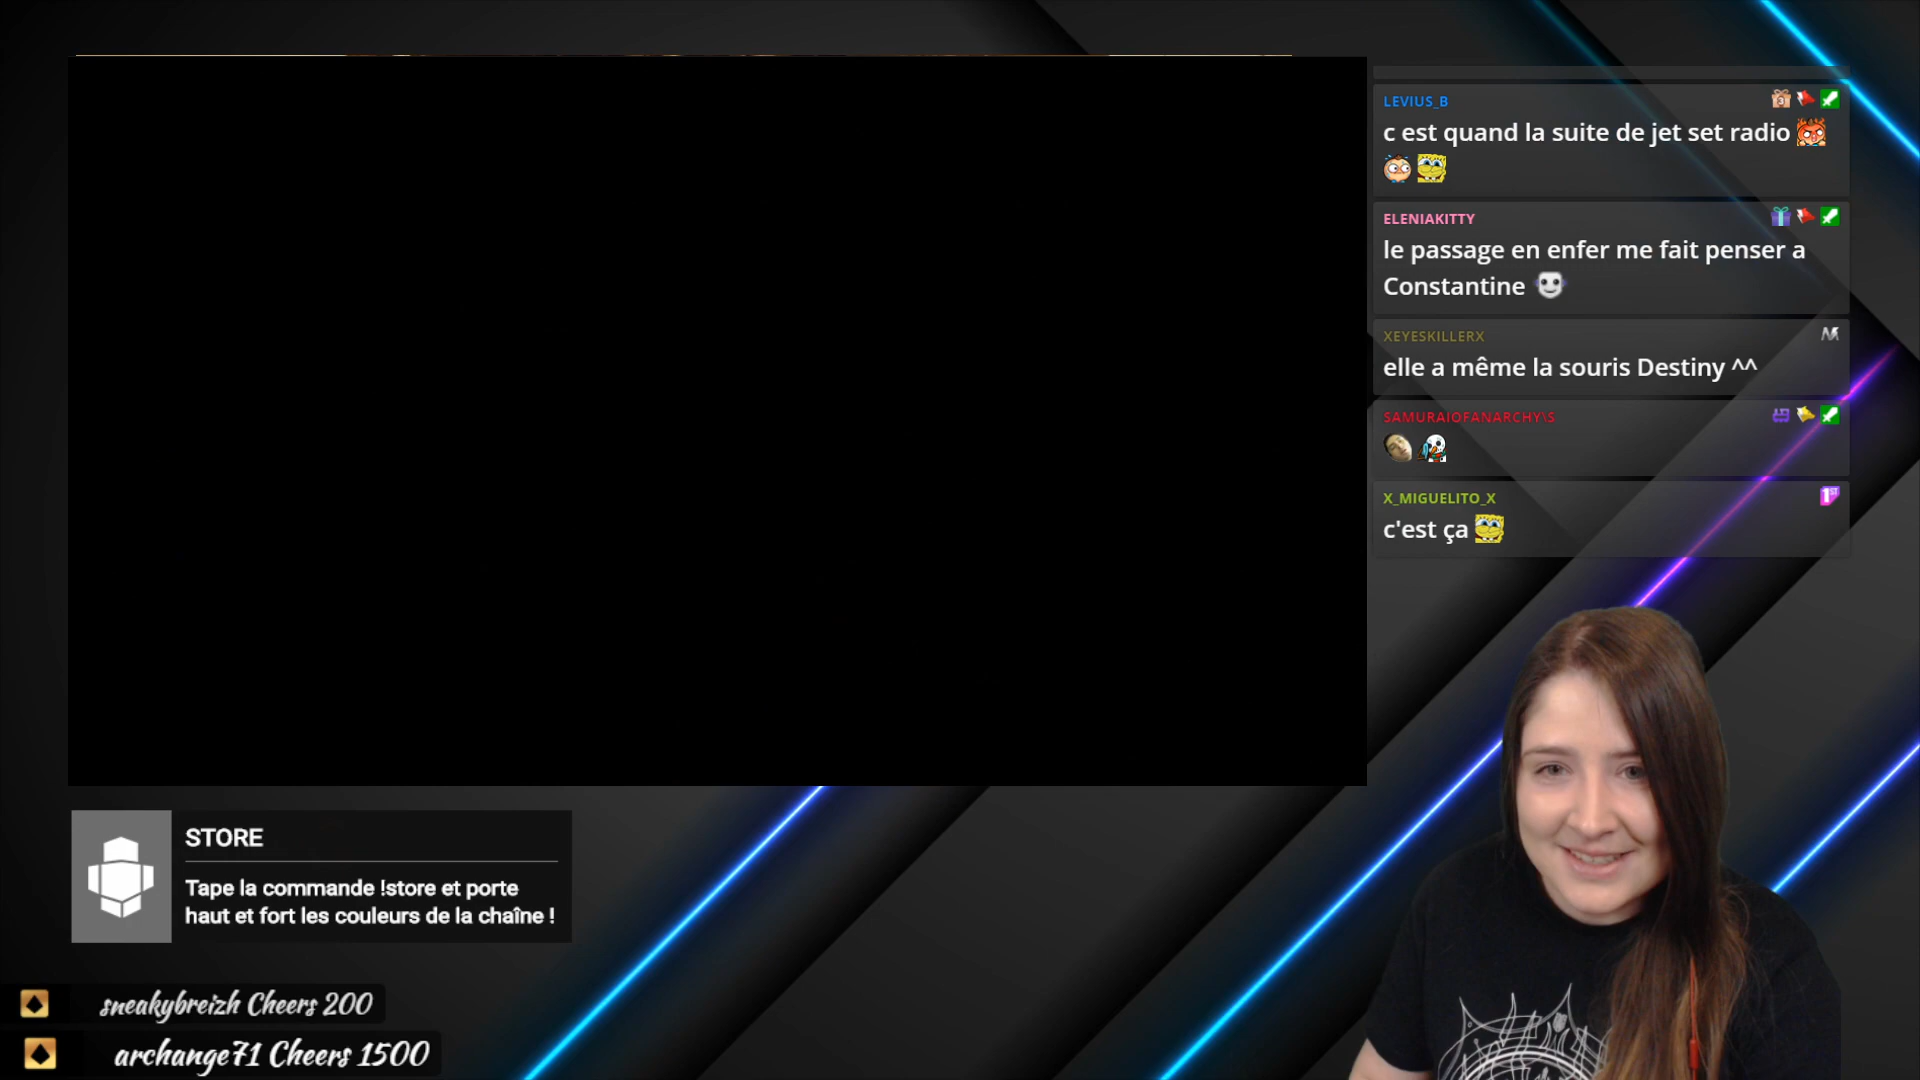 LEVIUS_B
c est quand la suite de jet set radio
ELENIAKITTY
le passage en enfer me fait penser a
Constantine
XEYESKILLERX
elle a même la souris Destiny ^^
SAMURAIOFANARCHY\S
X_MIGUELITO_X
1ST
c'est ça
STORE
Tape la commande !store et porte
haut et fort les couleurs de la chaîne !
sneakybreizh Cheers 200
archange71 Cheers 1500